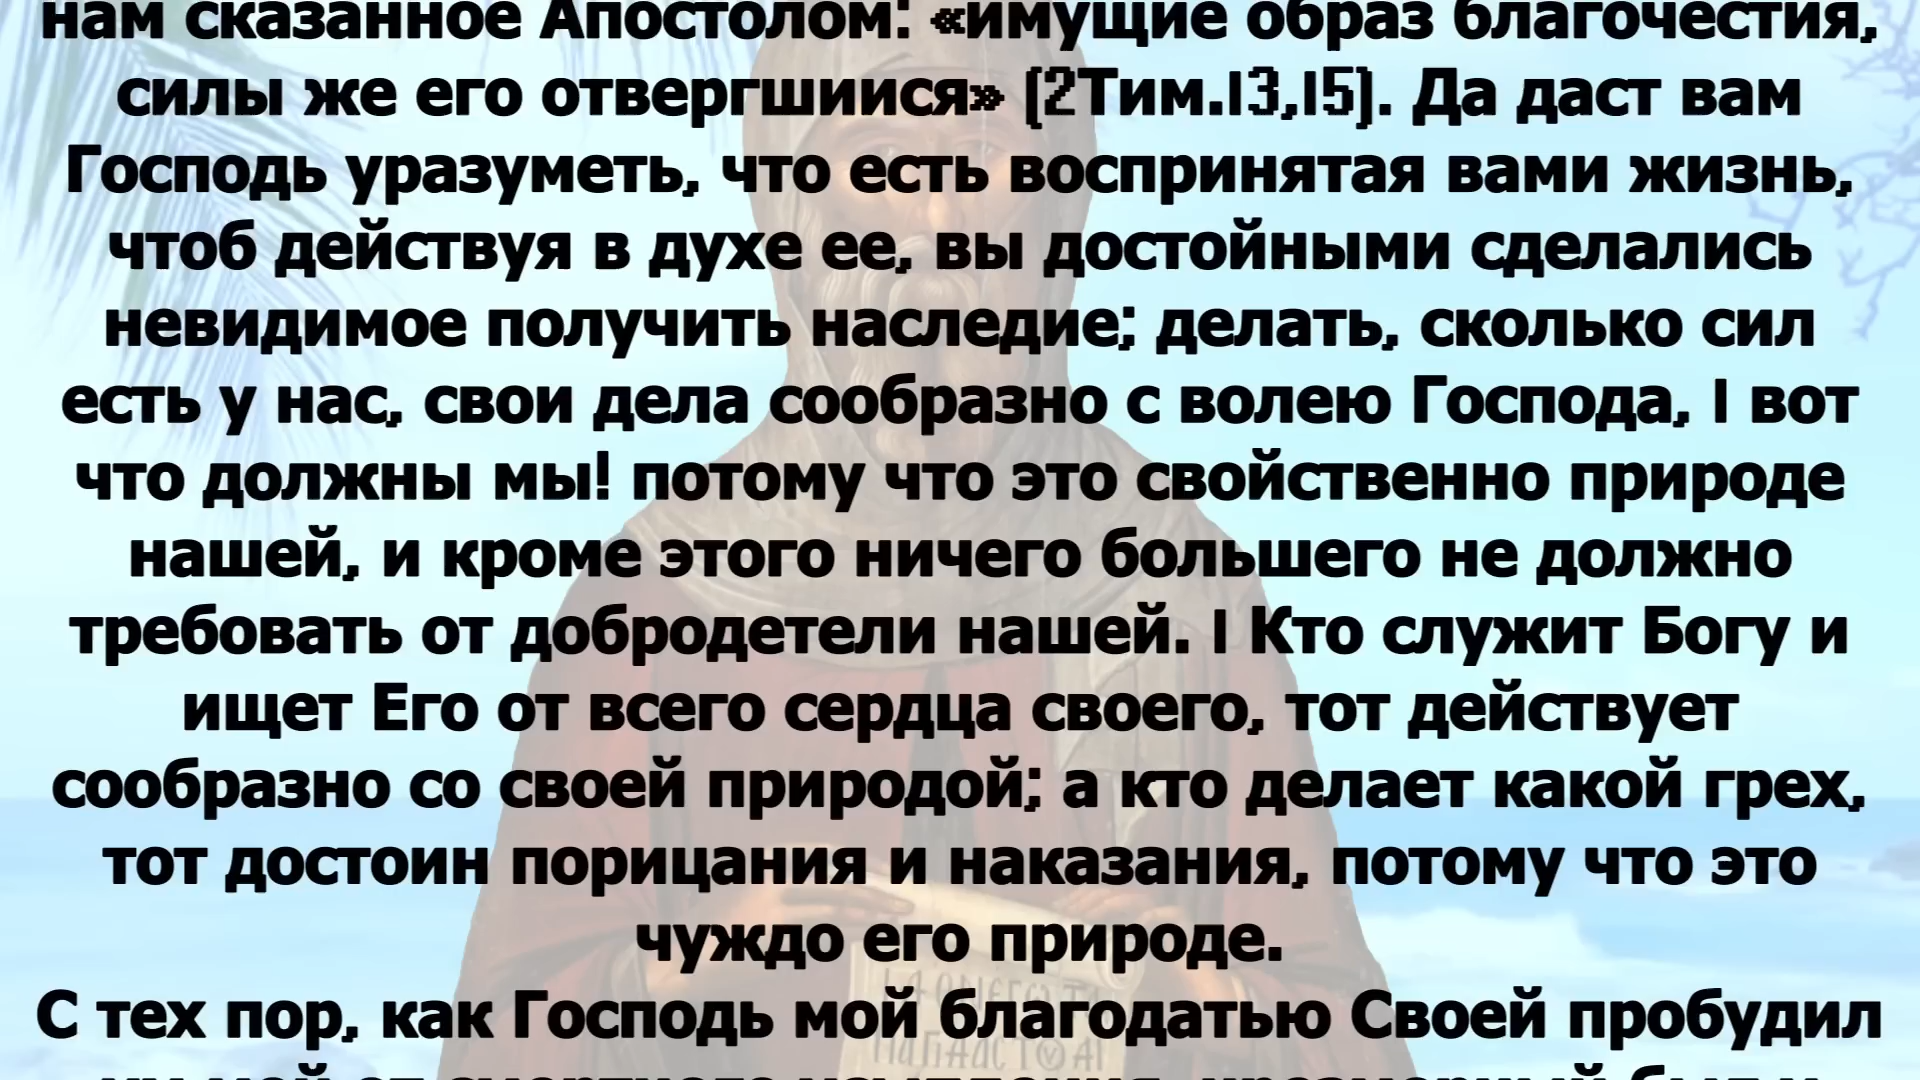 нам сказанное Апостолом: «имущие образ благочестия,
силы же его отвергшиися» (2Тим.I3,I5). Да даст вам
Господь уразуметь, что есть воспринятая вами жизнь,
чтоб действуя в духе ее, вы достойными сделались
невидимое получить наследие; делать, сколько сил
есть у нас, свои дела сообразно с волею Господа, I вот
что должны мы! потому что это свойственно природе
нашей, и кроме этого ничего большего не должно
требовать от добродетели нашей. I Кто служит Богу и
ищет Его от всего сердца своего, тот действует
сообразно со своей природой; а кто делает какой грех,
тот достоин порицания и наказания, потому что это
чуждо его природе.
С тех пор, как Господь мой благодатью Своей пробудил